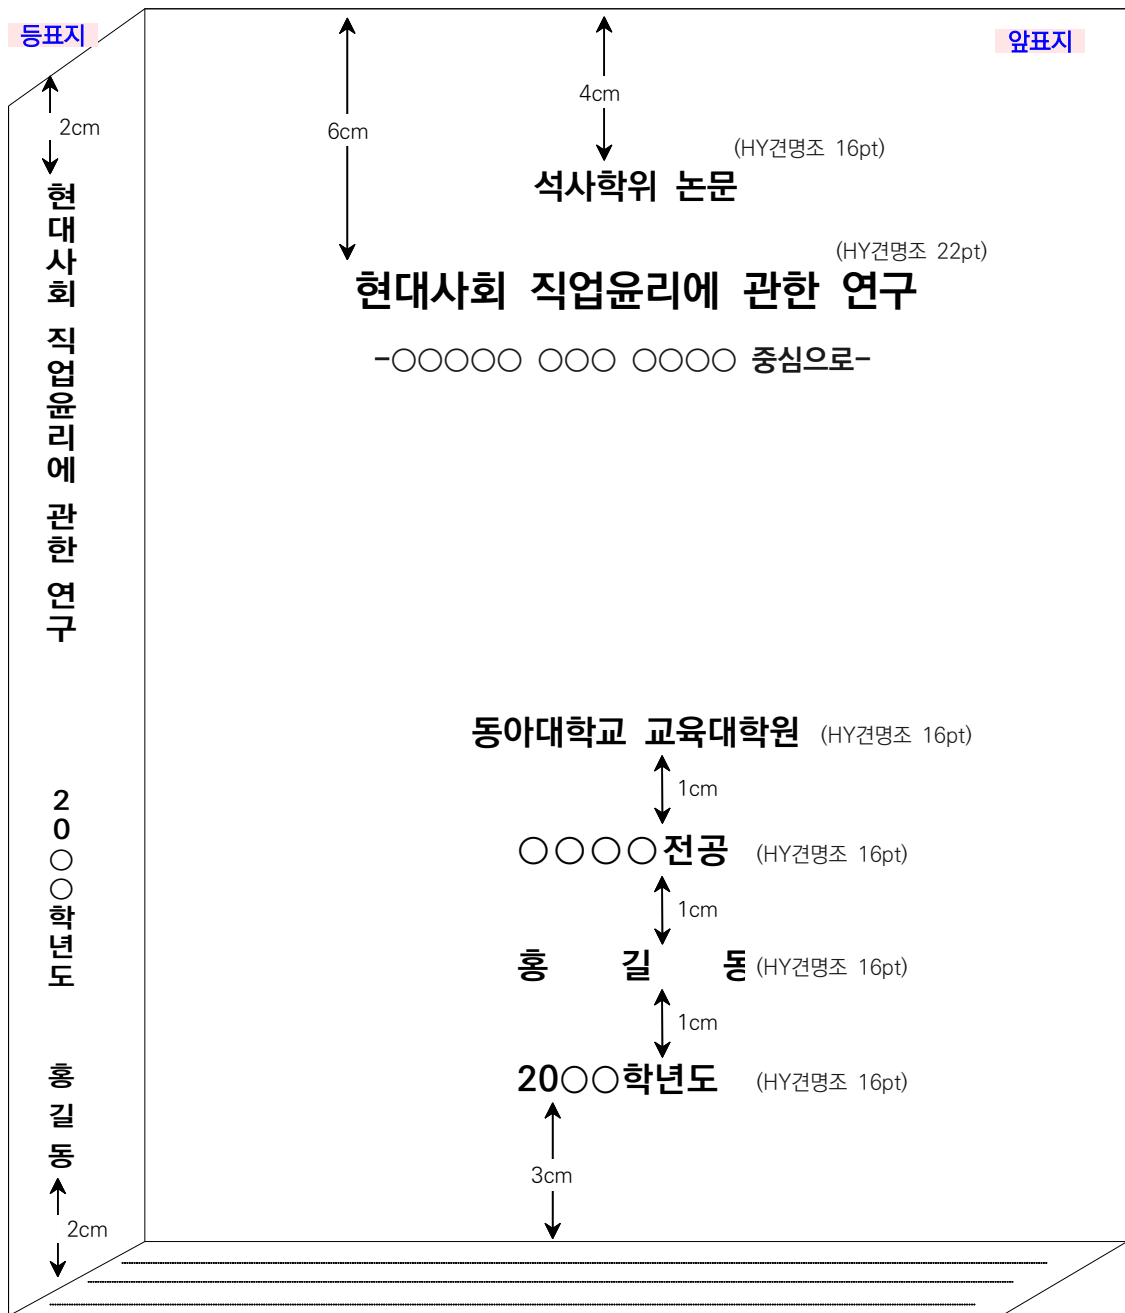 등표지
앞표지
2cm
6cm
4cm
(HY견명조 16pt)
석사학위 논문
(HY견명조 22pt)
현대사회 직업윤리에 관한 연구
-○○○○○ ○○○ ○○○○ 중심으로-
현대사회 직업윤리에 관한 연구
동아대학교 교육대학원 (HY견명조 16pt)
1cm
○○○○전공 (HY견명조 16pt)
1cm
홍 길 동 (HY견명조 16pt)
1cm
20○○학년도 (HY견명조 16pt)
3cm
20○○학년도
홍 길 동
2cm